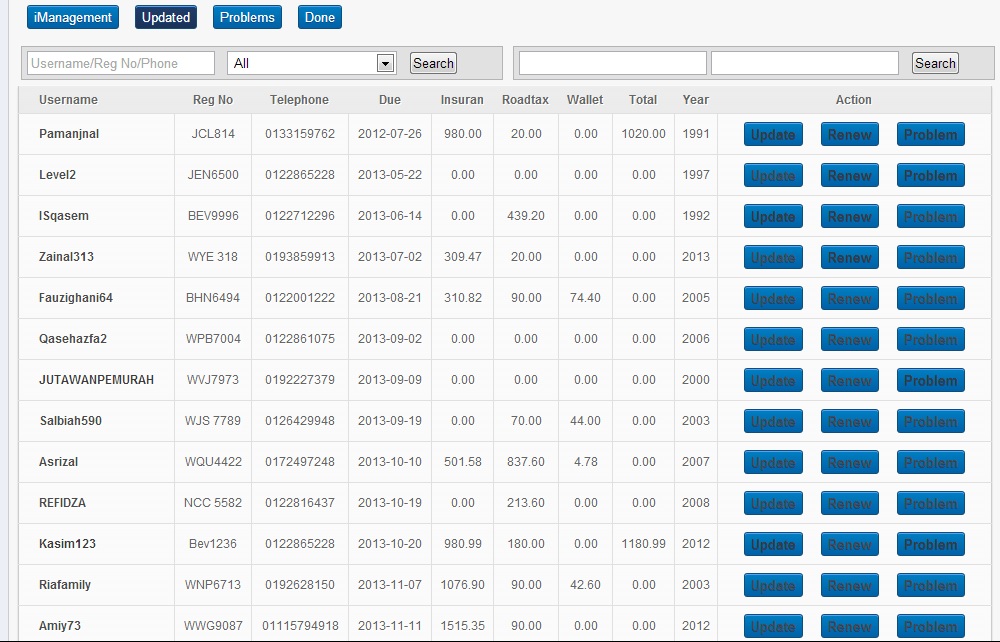 iManagement Updated Problems Done
Username/Reg No/Phone All Search Search
Username Reg No Telephone Due Insuran Roadtax Wallet Total Year Action
Pamanjnal JCL814 0133159762 2012-07-26 980.00 20.00 0.00 1020.00 1991 Update Renew Problem
Level2 JEN6500 0122865228 2013-05-22 0.00 0.00 0.00 0.00 1997 Update Renew Problem
ISqasem BEV9996 0122712296 2013-06-14 0.00 439.20 0.00 0.00 1992 Update Renew Problem
Zainal313 WYE 318 0193859913 2013-07-02 309.47 20.00 0.00 0.00 2013 Update Renew Problem
Fauzighani64 BHN6494 0122001222 2013-08-21 310.82 90.00 74.40 0.00 2005 Update Renew Problem
Qasehazfa2 WPB7004 0122861075 2013-09-02 0.00 0.00 0.00 0.00 2006 Update Renew Problem
JUTAWANPEMURAH WVJ7973 0192227379 2013-09-09 0.00 0.00 0.00 0.00 2000 Update Renew Problem
Salbiah590 WJS 7789 0126429948 2013-09-19 0.00 70.00 44.00 0.00 2003 Update Renew Problem
Asrizal WQU4422 0172497248 2013-10-10 501.58 837.60 4.78 0.00 2007 Update Renew Problem
REFIDZA NCC 5582 0122816437 2013-10-19 0.00 213.60 0.00 0.00 2008 Update Renew Problem
Kasim123 Bev1236 0122865228 2013-10-20 980.99 180.00 0.00 1180.99 2012 Update Renew Problem
Riafamily WNP6713 0192628150 2013-11-07 1076.90 90.00 42.60 0.00 2003 Update Renew Problem
Amiy73 WWG9087 01115794918 2013-11-11 1515.35 90.00 0.00 0.00 2012 Update Renew Problem